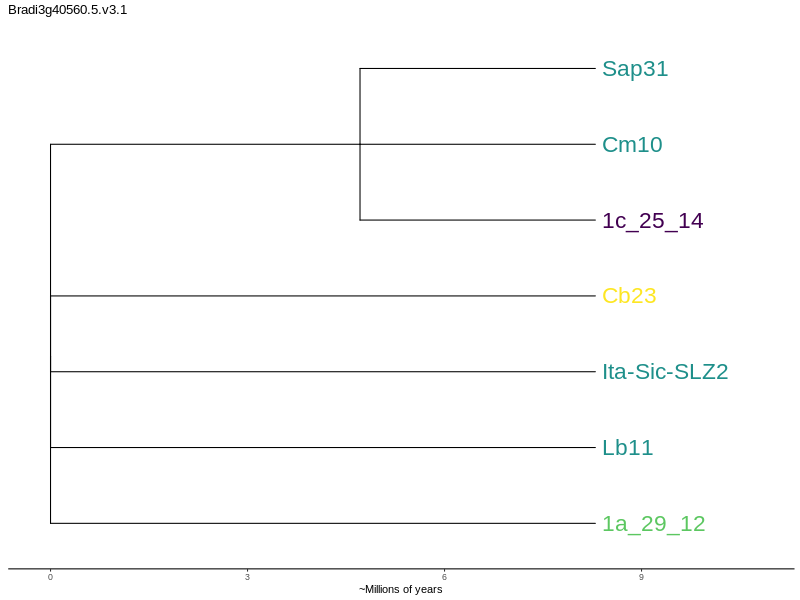 Bradi3g40560.5.v3.1
Sap31
Cm10
1c_25_14
Cb23
Ita-Sic-SLZ2
Lb11
1a_29_12
0 3 6 9
~Millions of years